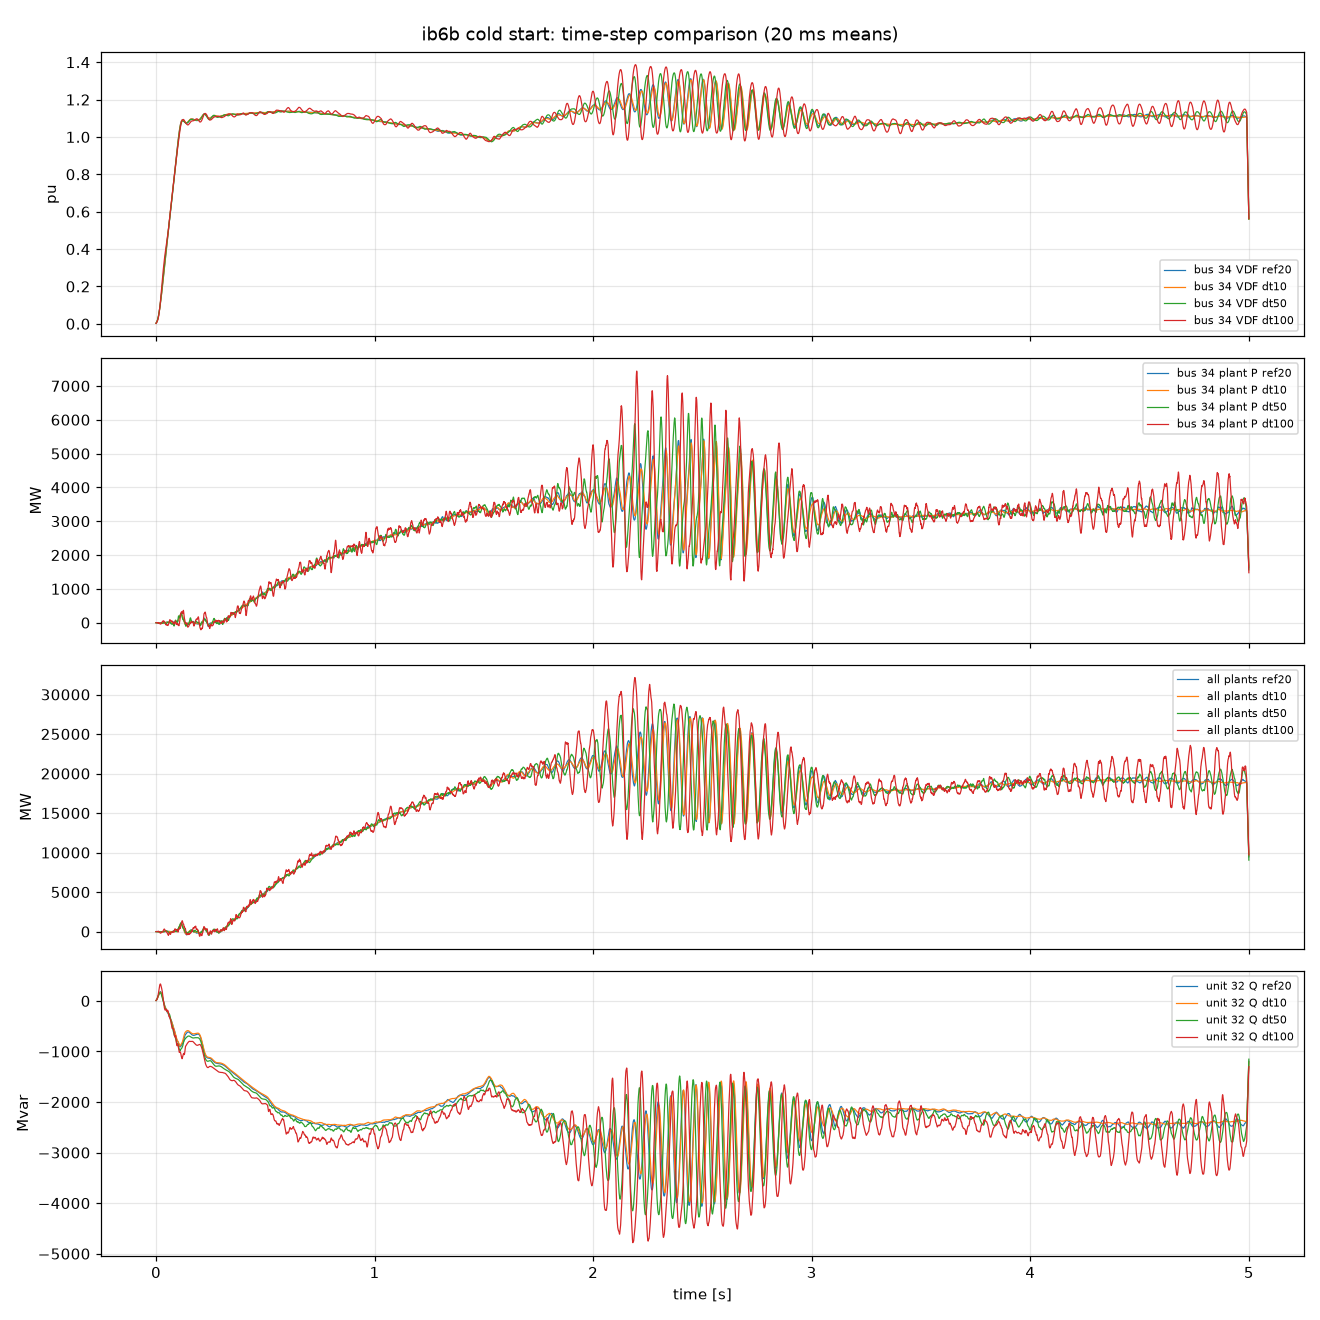 ib6b cold start: time-step comparison (20 ms means)
1.4
1.2
1.0
0.8
0.6
0.4
0.2
0.0
pu
bus 34 VDF ref20
bus 34 VDF dt10
bus 34 VDF dt50
bus 34 VDF dt100
7000
6000
5000
4000
3000
2000
1000
0
MW
bus 34 plant P ref20
bus 34 plant P dt10
bus 34 plant P dt50
bus 34 plant P dt100
30000
25000
20000
15000
10000
5000
0
MW
all plants ref20
all plants dt10
all plants dt50
all plants dt100
0
−1000
−2000
−3000
−4000
−5000
Mvar
unit 32 Q ref20
unit 32 Q dt10
unit 32 Q dt50
unit 32 Q dt100
0 1 2 3 4 5
time [s]